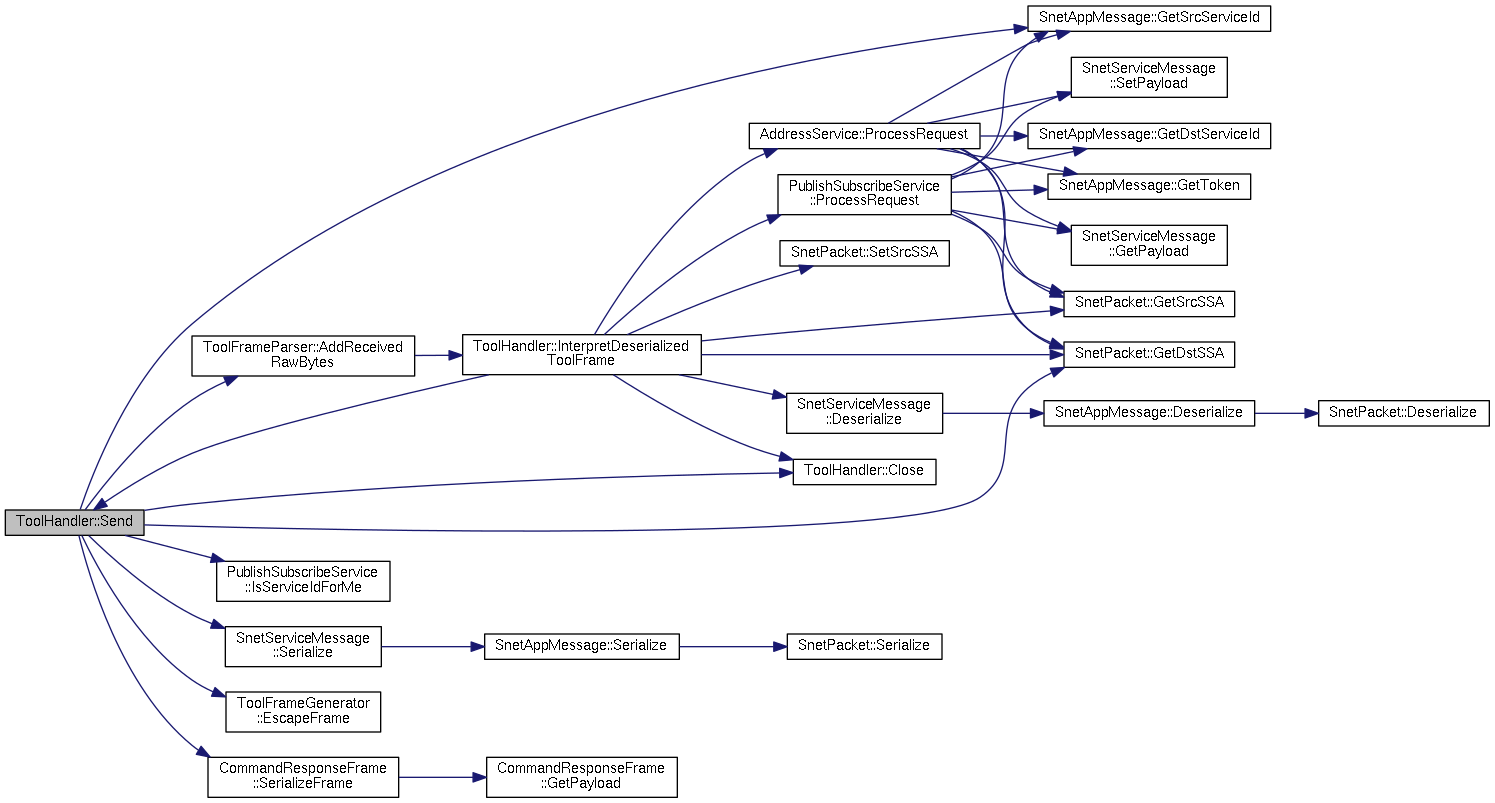 SnetAppMessage::GetSrcServiceId
SnetServiceMessage
::SetPayload
AddressService::ProcessRequest
SnetAppMessage::GetDstServiceId
PublishSubscribeService
::ProcessRequest
SnetAppMessage::GetToken
SnetServiceMessage
::GetPayload
SnetPacket::SetSrcSSA
SnetPacket::GetSrcSSA
ToolFrameParser::AddReceived
RawBytes
ToolHandler::InterpretDeserialized
ToolFrame
SnetPacket::GetDstSSA
SnetServiceMessage
::Deserialize
SnetAppMessage::Deserialize
SnetPacket::Deserialize
ToolHandler::Close
ToolHandler::Send
PublishSubscribeService
::IsServiceIdForMe
SnetServiceMessage
::Serialize
SnetAppMessage::Serialize
SnetPacket::Serialize
ToolFrameGenerator
::EscapeFrame
CommandResponseFrame
::SerializeFrame
CommandResponseFrame
::GetPayload